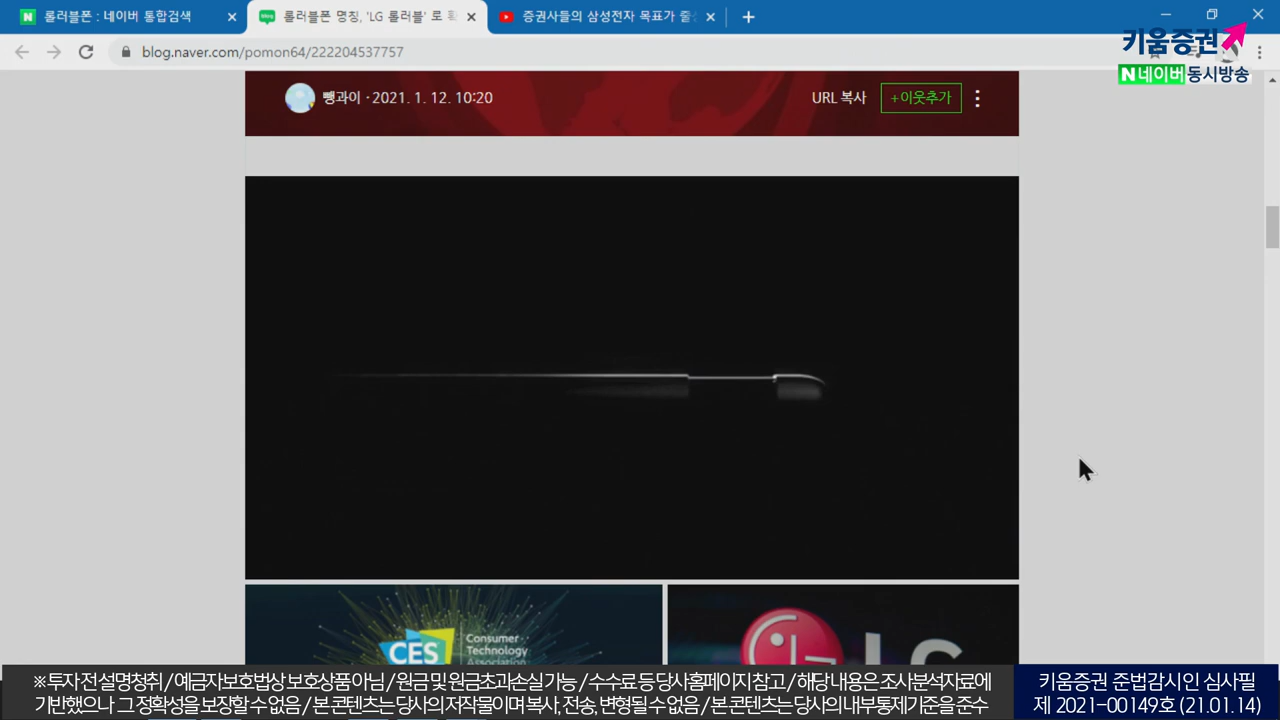 롤러블폰 : 네이버 통합검색
롤러블폰 명칭, 'LG 롤러블' 로 확
증권사들의 삼성전자 목표가 줄
blog.naver.com/pomon64/222204537757
키움증권
N네이버동시방송
blog
뺑과이 · 2021. 1. 12. 10:20
URL 복사
+이웃추가
CES
Consumer
Technology
Association
LG
※투자 전 설명청취 / 예금자보호법상 보호상품 아님 / 원금 및 원금초과손실 가능 / 수수료 등 당사홈페이지 참고 / 해당 내용은 조사분석자료에
기반했으나 그 정확성을 보장할 수 없음 / 본 콘텐츠는 당사의 저작물이며 복사, 전송, 변형될 수 없음 / 본 콘텐츠는 당사의 내부통제기준을 준수
키움증권 준법감시인 심사필
제 2021-00149호 (21.01.14)